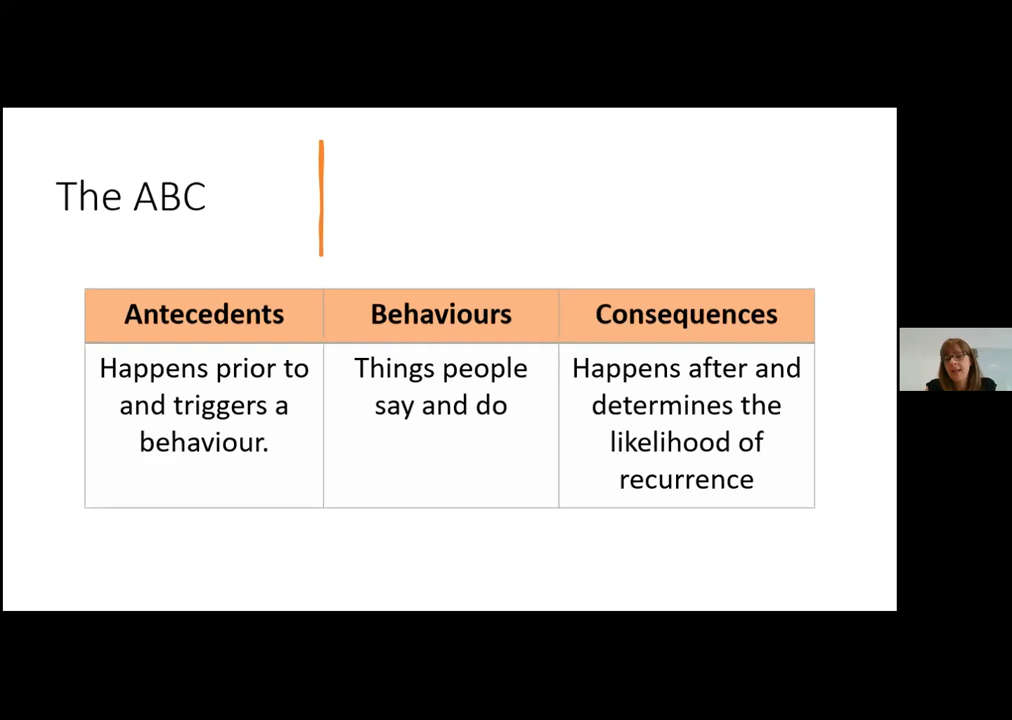 The ABC
Antecedents
Behaviours
Consequences
Happens prior to
and triggers a
behaviour.
Things people
say and do
Happens after and
determines the
likelihood of
recurrence